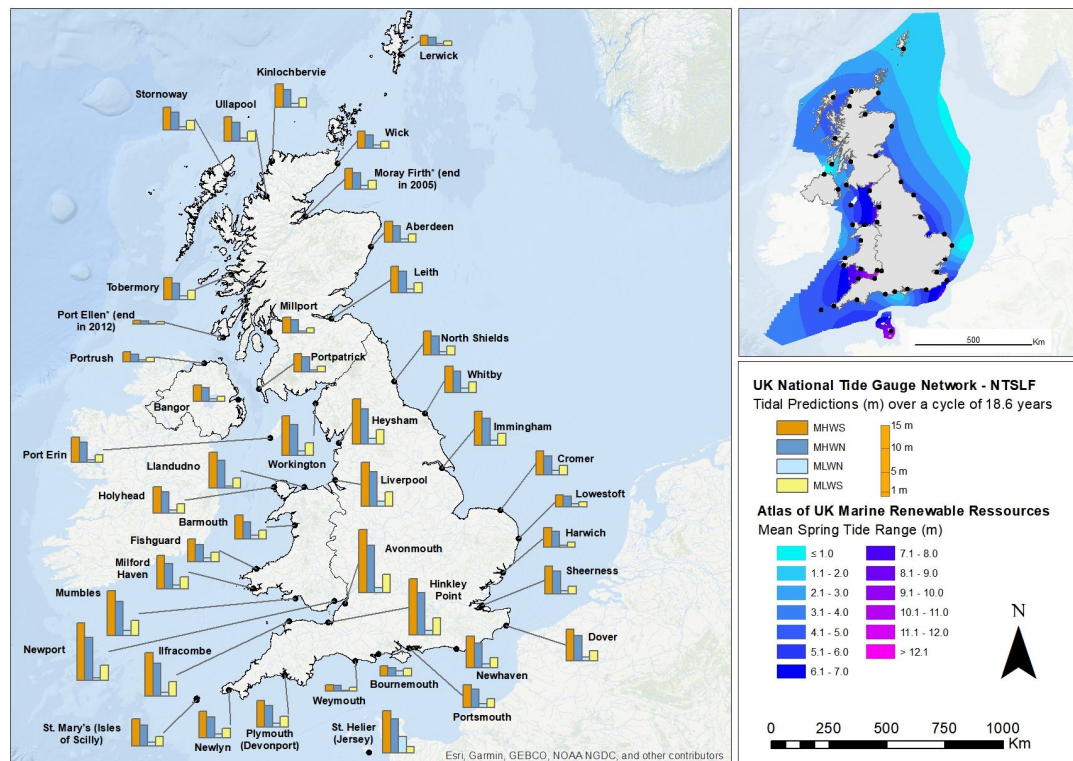 Lerwick
Kinlochbervie
Stornoway
Ullapool
Wick
Moray Firth* (end
in 2005)
Aberdeen
Leith
Tobermory
Millport
Port Ellen* (end
in 2012)
North Shields
Portpatrick
Portrush
Whitby
Bangor
Heysham
Immingham
Port Erin
Workington
Cromer
Llandudno
Liverpool
Holyhead
Lowestoft
Barmouth
Harwich
Fishguard
Avonmouth
Milford
Haven
Sheerness
Hinkley
Point
Mumbles
Dover
Newport
Ilfracombe
Newhaven
Bournemouth
Weymouth
Portsmouth
St. Mary's (Isles
of Scilly)
Newlyn
Plymouth
(Devonport)
St. Helier
(Jersey)
Esri, Garmin, GEBCO, NOAA NGDC, and other contributors
500
Km
UK National Tide Gauge Network - NTSLF
Tidal Predictions (m) over a cycle of 18.6 years
MHWS
MHWN
MLWN
MLWS
15 m
10 m
5 m
1 m
Atlas of UK Marine Renewable Ressources
Mean Spring Tide Range (m)
≤ 1.0
1.1 - 2.0
2.1 - 3.0
3.1 - 4.0
4.1 - 5.0
5.1 - 6.0
6.1 - 7.0
7.1 - 8.0
8.1 - 9.0
9.1 - 10.0
10.1 - 11.0
11.1 - 12.0
> 12.1
N
0 200 400 600 800 1000
Km